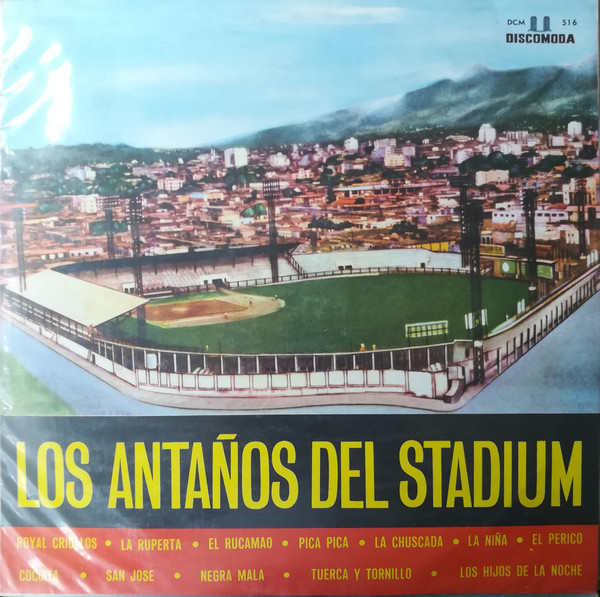 DCM 516
DISCOMODA
LOS ANTAÑOS DEL STADIUM
ROYAL CRIOLLOS • LA RUPERTA • EL RUCAMAO • PICA PICA • LA CHUSCADA • LA NIÑA • EL PERICO
COCOITA • SAN JOSE • NEGRA MALA • TUERCA Y TORNILLO • LOS HIJOS DE LA NOCHE